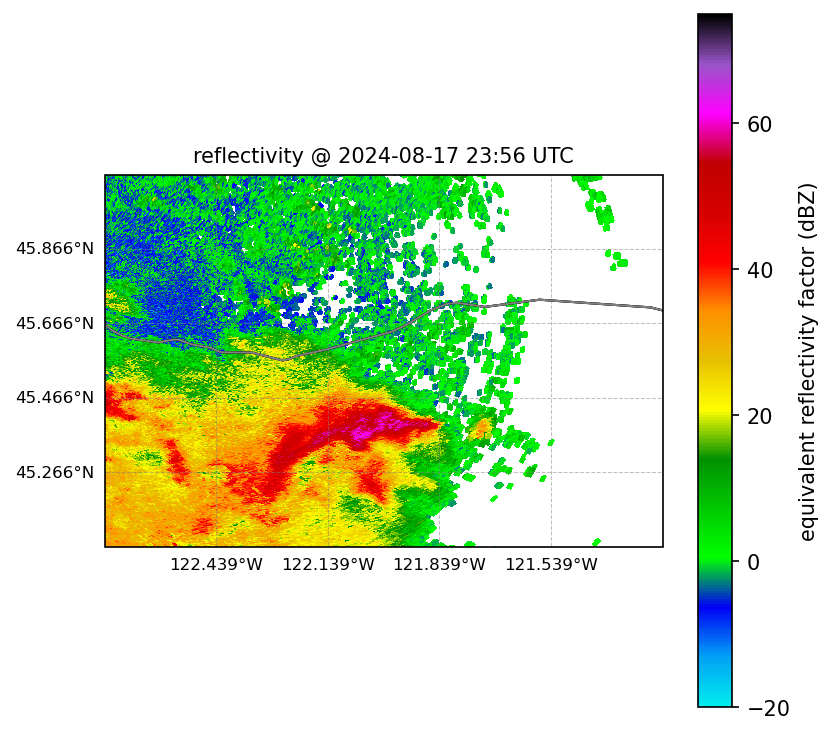 reflectivity @ 2024-08-17 23:56 UTC
45.866°N
45.666°N
45.466°N
45.266°N
122.439°W 122.139°W 121.839°W 121.539°W
60
40
20
0
−20
equivalent reflectivity factor (dBZ)